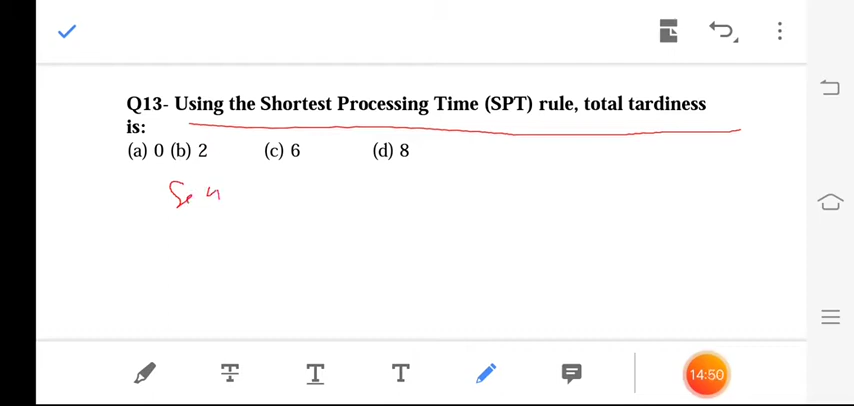 Q13- Using the Shortest Processing Time (SPT) rule, total tardiness
is:
(a) 0 (b) 2 (c) 6 (d) 8
T T T
14:50